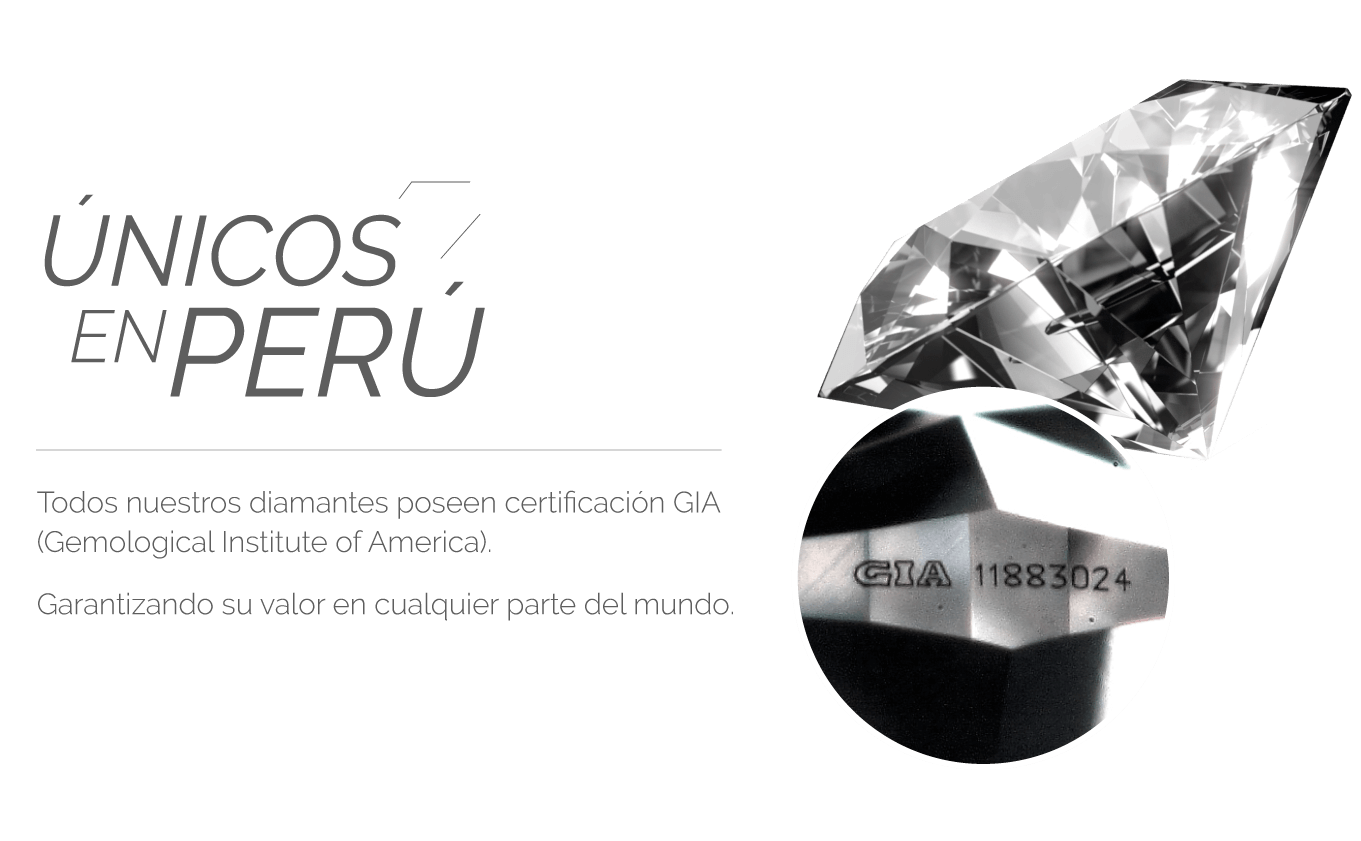 ÚNICOS
EN PERÚ
Todos nuestros diamantes poseen certificación GIA
(Gemological Institute of America).
Garantizando su valor en cualquier parte del mundo.
GIA 11883024